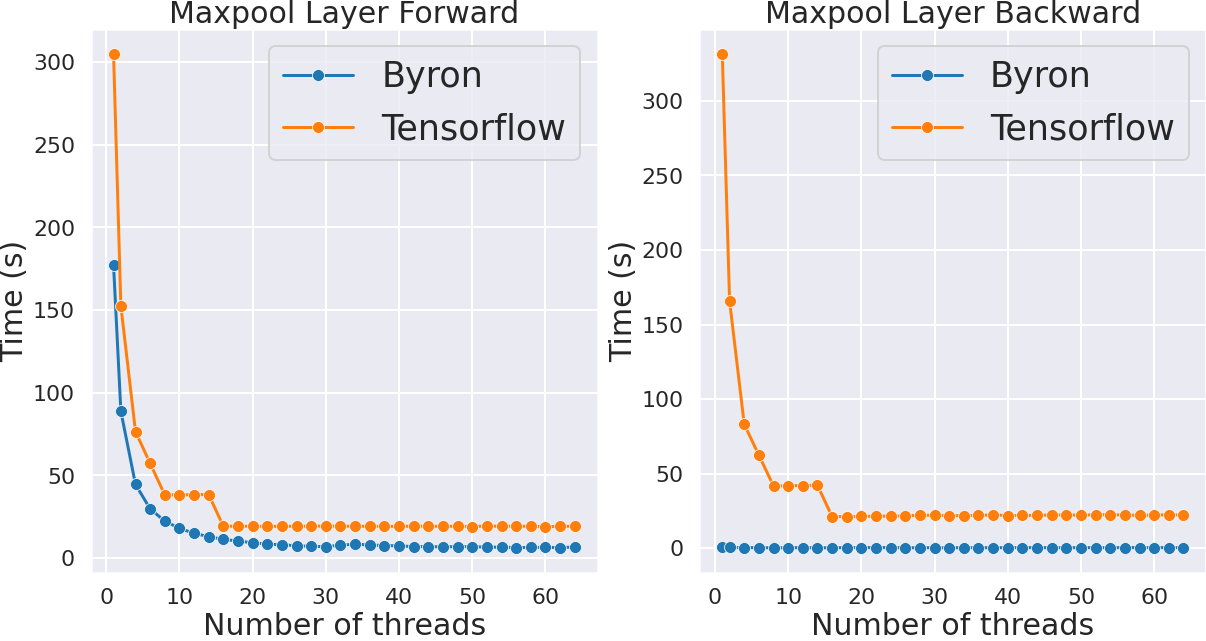 Maxpool Layer Forward
300
250
200
150
100
50
0
Time (s)
0 10 20 30 40 50 60
Number of threads
Byron
Tensorflow
Maxpool Layer Backward
300
250
200
150
100
50
0
Time (s)
0 10 20 30 40 50 60
Number of threads
Byron
Tensorflow